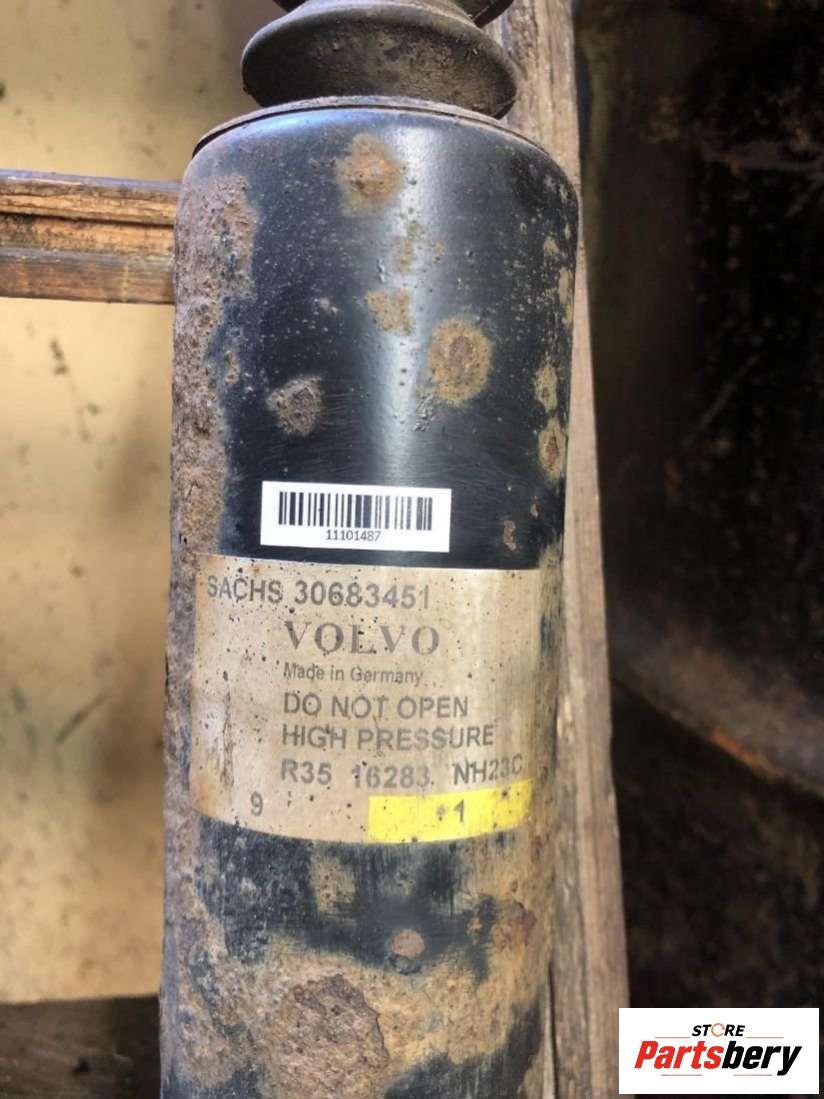 11101487
SACHS 30683451
VOLVO
Made in Germany
DO NOT OPEN
HIGH PRESSURE
R35 16283 NH23C
9 1
STORE
Partsbery